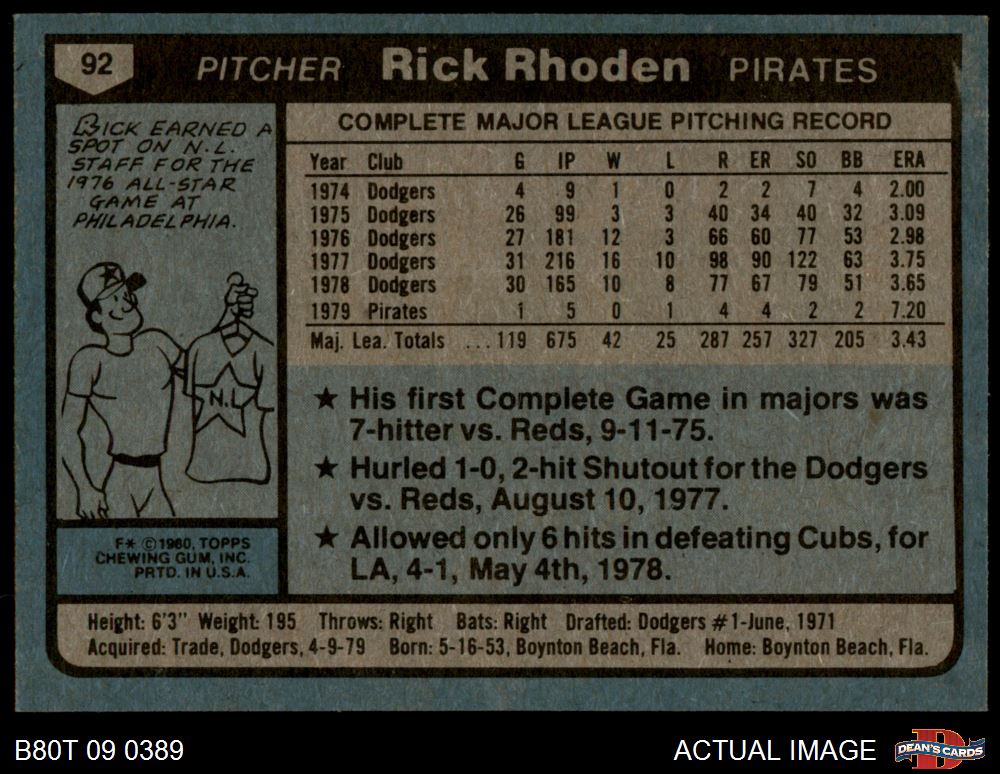 92 PITCHER Rick Rhoden PIRATES
RICK EARNED A
SPOT ON N.L.
STAFF FOR THE
1976 ALL-STAR
GAME AT
PHILADELPHIA.
N.L.
F* © 1980, TOPPS
CHEWING GUM, INC.
PRTD. IN U.S.A.
COMPLETE MAJOR LEAGUE PITCHING RECORD
Year Club G IP W L R ER SO BB ERA
1974 Dodgers 4 9 1 0 2 2 7 4 2.00
1975 Dodgers 26 99 3 3 40 34 40 32 3.09
1976 Dodgers 27 181 12 3 66 60 77 53 2.98
1977 Dodgers 31 216 16 10 98 90 122 63 3.75
1978 Dodgers 30 165 10 8 77 67 79 51 3.65
1979 Pirates 1 5 0 1 4 4 2 2 7.20
Maj. Lea. Totals ... 119 675 42 25 287 257 327 205 3.43
★ His first Complete Game in majors was
7-hitter vs. Reds, 9-11-75.
★ Hurled 1-0, 2-hit Shutout for the Dodgers
vs. Reds, August 10, 1977.
★ Allowed only 6 hits in defeating Cubs, for
LA, 4-1, May 4th, 1978.
Height: 6'3" Weight: 195 Throws: Right Bats: Right Drafted: Dodgers #1-June, 1971
Acquired: Trade, Dodgers, 4-9-79 Born: 5-16-53, Boynton Beach, Fla. Home: Boynton Beach, Fla.
B80T 09 0389 ACTUAL IMAGE D DEAN'S CARDS